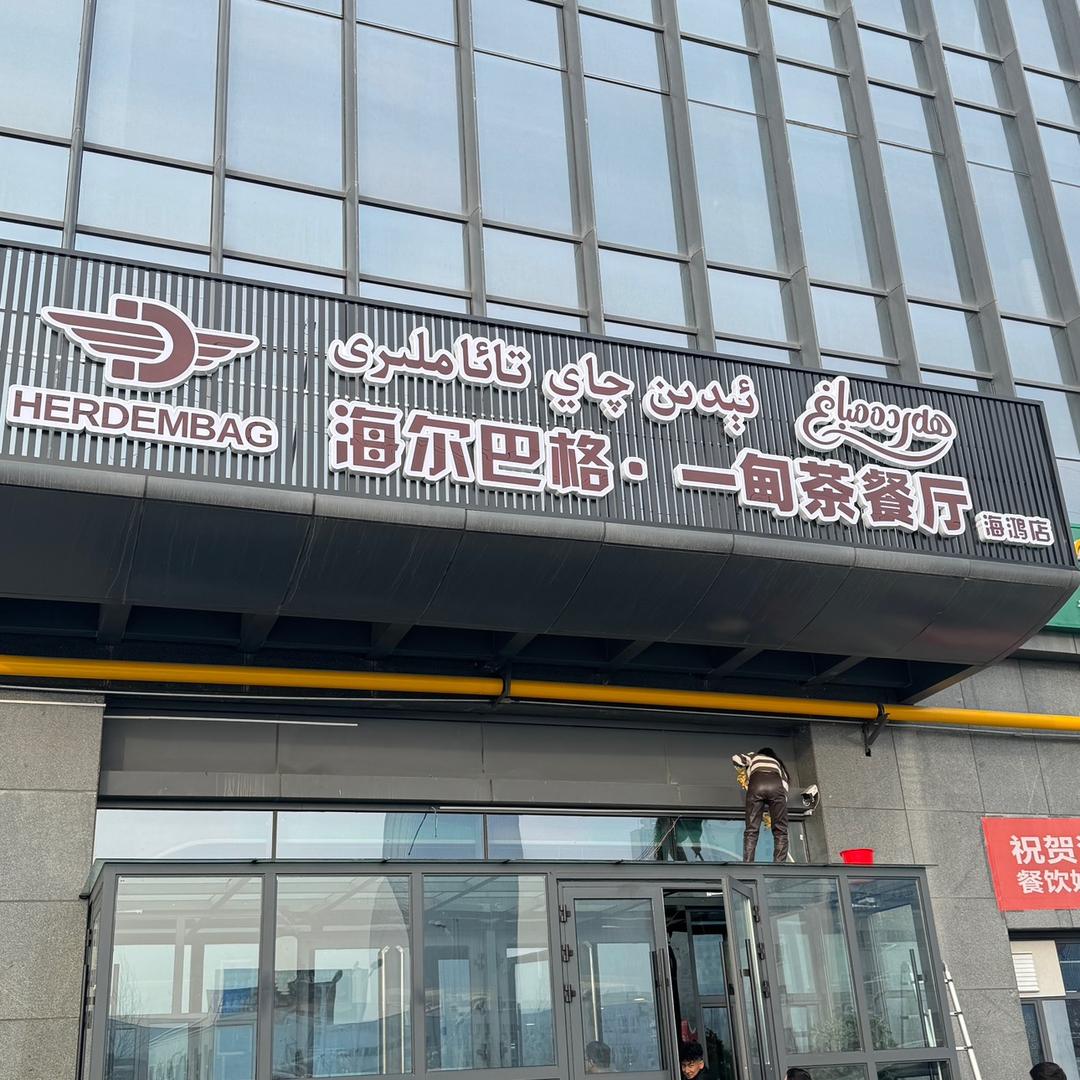 HERDEMBAG
ئېدىن چاي تائاملىرى
ھەردەمباغ
海尔巴格·一甸茶餐厅
海鸿店
祝贺
餐饮